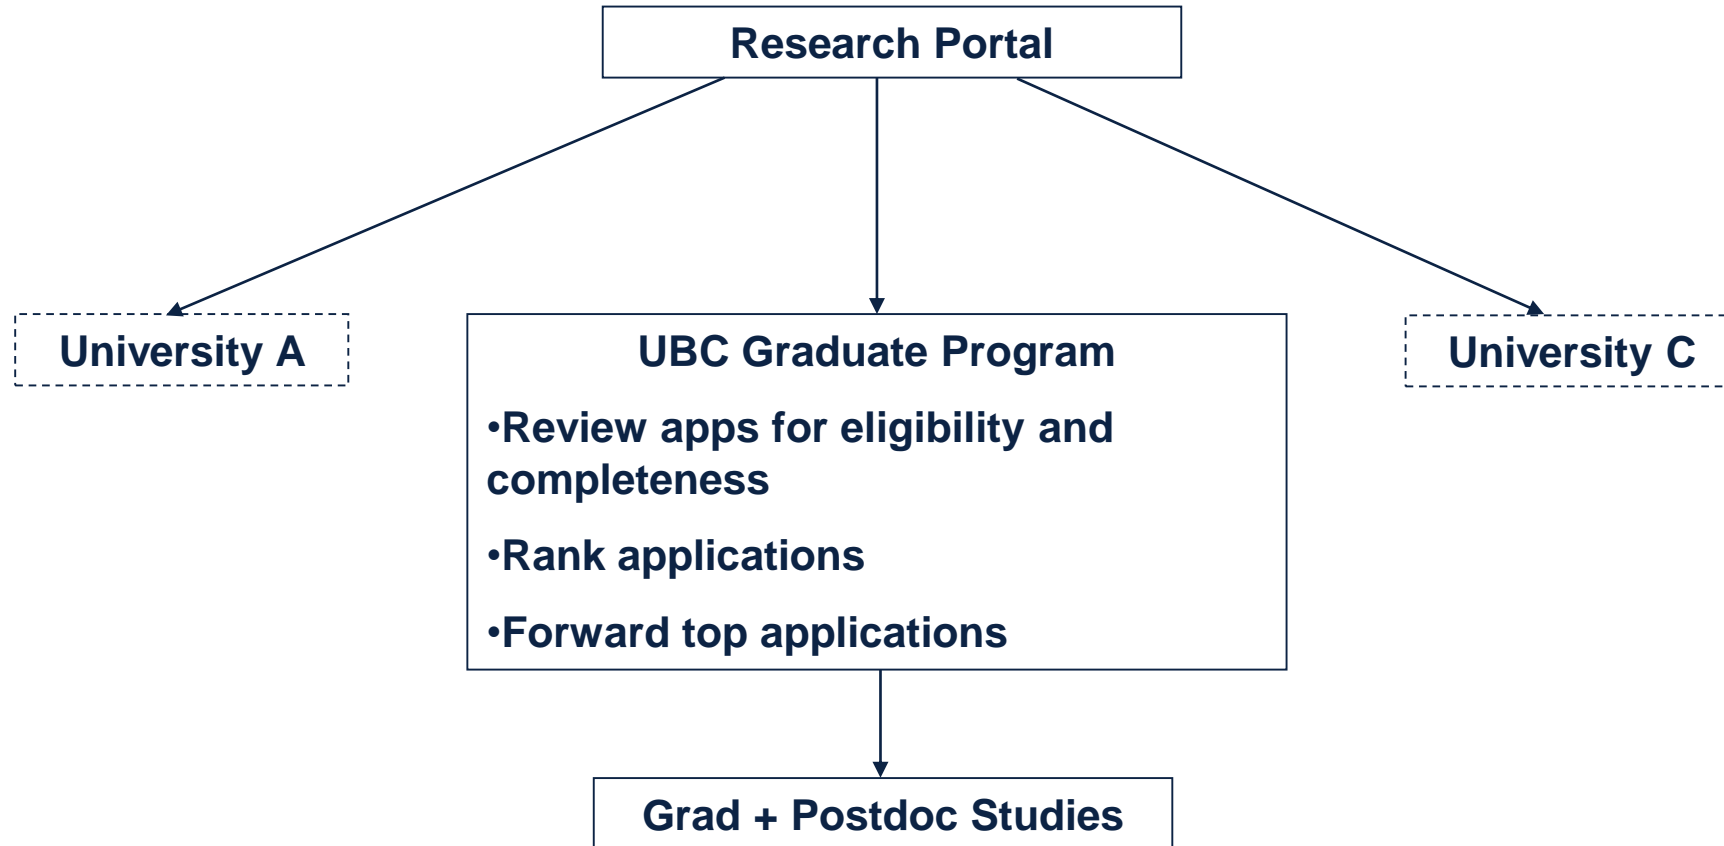 Research Portal
University A
UBC Graduate Program
University C
•Review apps for eligibility and
completeness
•Rank applications
•Forward top applications
Grad + Postdoc Studies